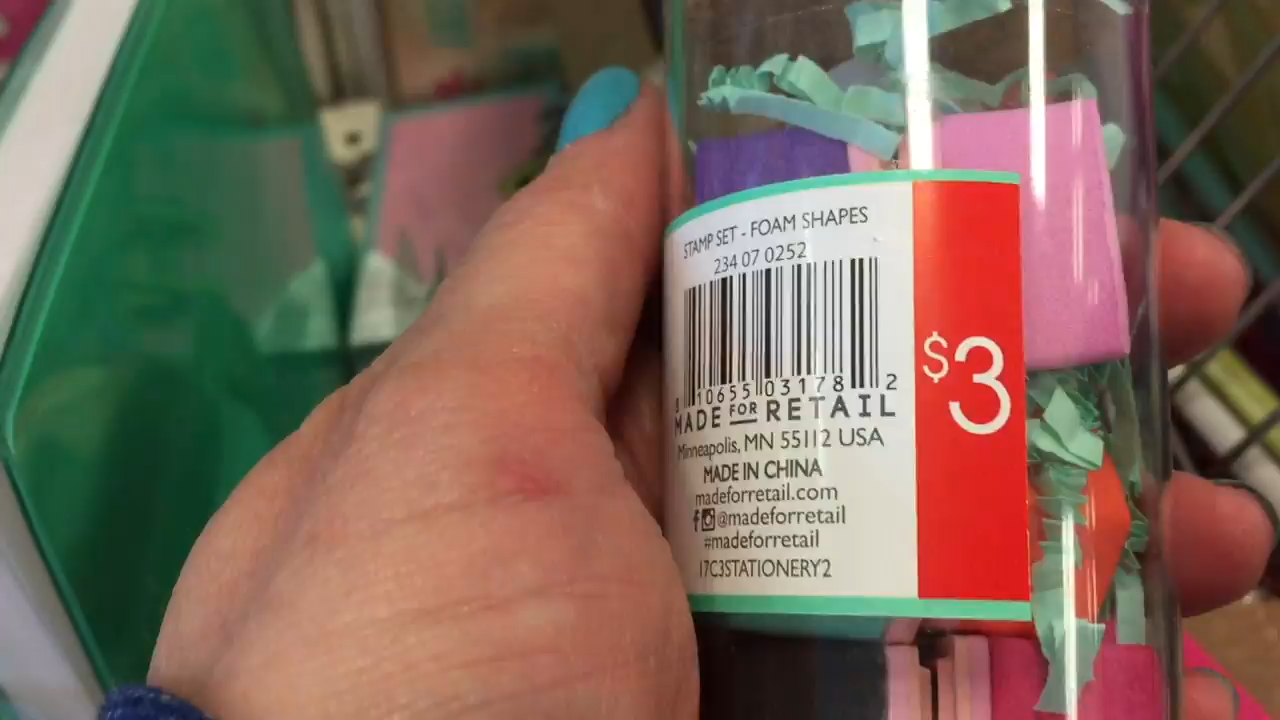 STAMP SET - FOAM SHAPES
234 07 0252
8 10655 03178 2
MADE FOR RETAIL
Minneapolis, MN 55112 USA
MADE IN CHINA
madeforretail.com
@madeforretail
#madeforretail
17C3STATIONERY2
$3